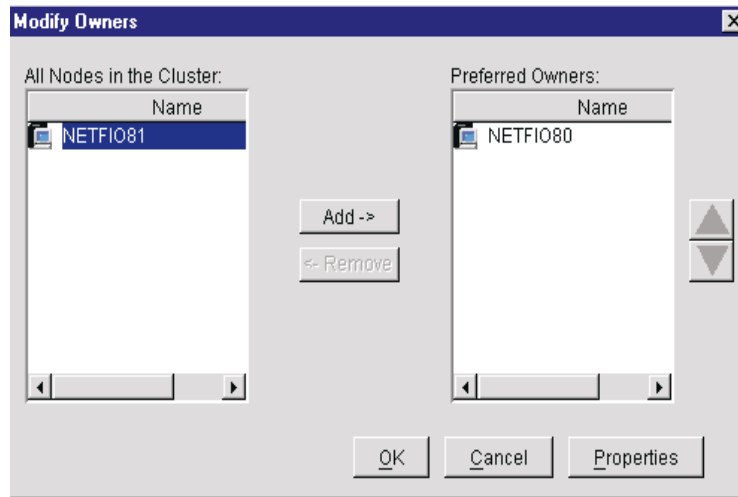 Modify Owners
All Nodes in the Cluster:
Name
NETFIO81
Add ->
<- Remove
Preferred Owners:
Name
NETFIO80
OK
Cancel
Properties